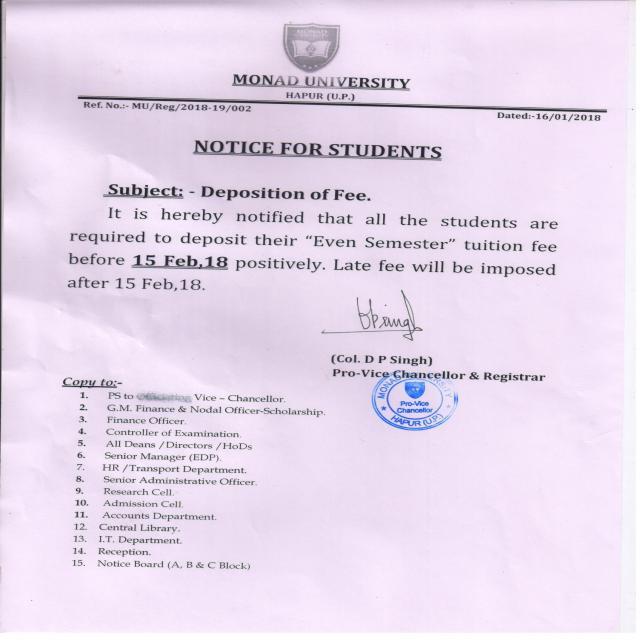 MONAD
UNIVERSITY
MONAD UNIVERSITY
HAPUR (U.P.)
Ref. No.:- MU/Reg/2018-19/002
Dated:-16/01/2018
NOTICE FOR STUDENTS
Subject: - Deposition of Fee.
It is hereby notified that all the students are
required to deposit their “Even Semester” tuition fee
before 15 Feb,18 positively. Late fee will be imposed
after 15 Feb,18.
(Col. D P Singh)
Pro-Vice Chancellor & Registrar
MONAD
Pro-Vice
Chancellor
HAPUR (U.P.)
Copy to:-
1. PS to Vice – Chancellor.
2. G.M. Finance & Nodal Officer-Scholarship.
3. Finance Officer.
4. Controller of Examination.
5. All Deans /Directors /HoDs
6. Senior Manager (EDP).
7. HR /Transport Department.
8. Senior Administrative Officer.
9. Research Cell.
10. Admission Cell.
11. Accounts Department.
12. Central Library.
13. I.T. Department.
14. Reception.
15. Notice Board (A, B & C Block)